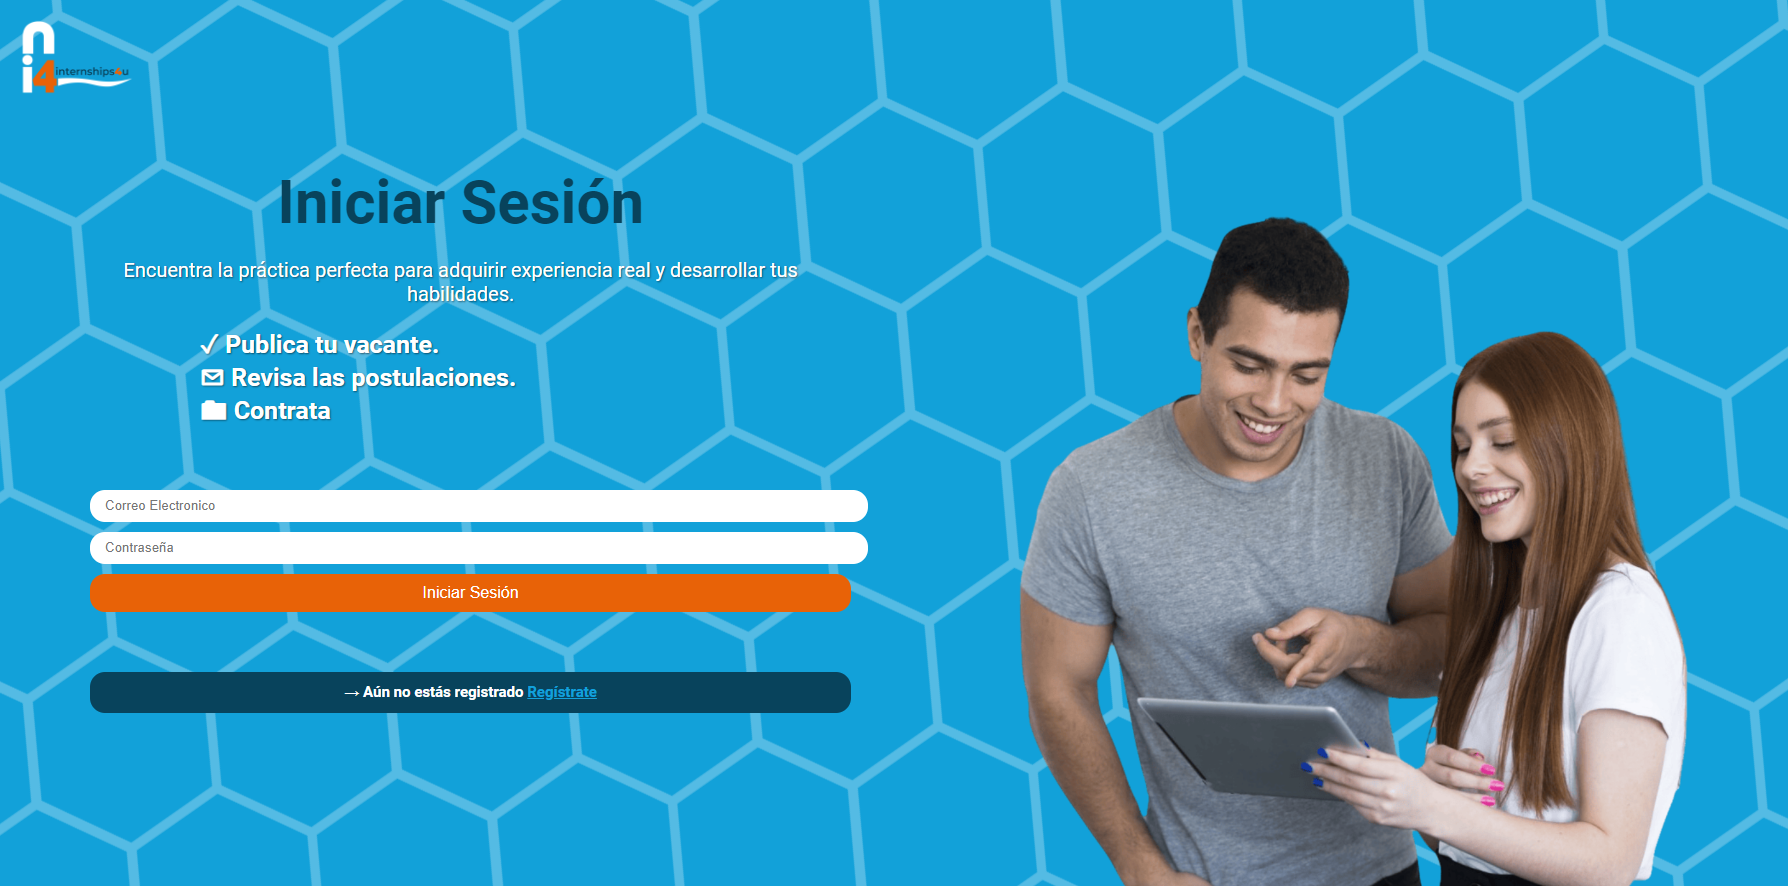 n
i4 internships4u
Iniciar Sesión
Encuentra la práctica perfecta para adquirir experiencia real y desarrollar tus
habilidades.
✓ Publica tu vacante.
Revisa las postulaciones.
Contrata
Correo Electronico
Contraseña
Iniciar Sesión
→ Aún no estás registrado Regístrate